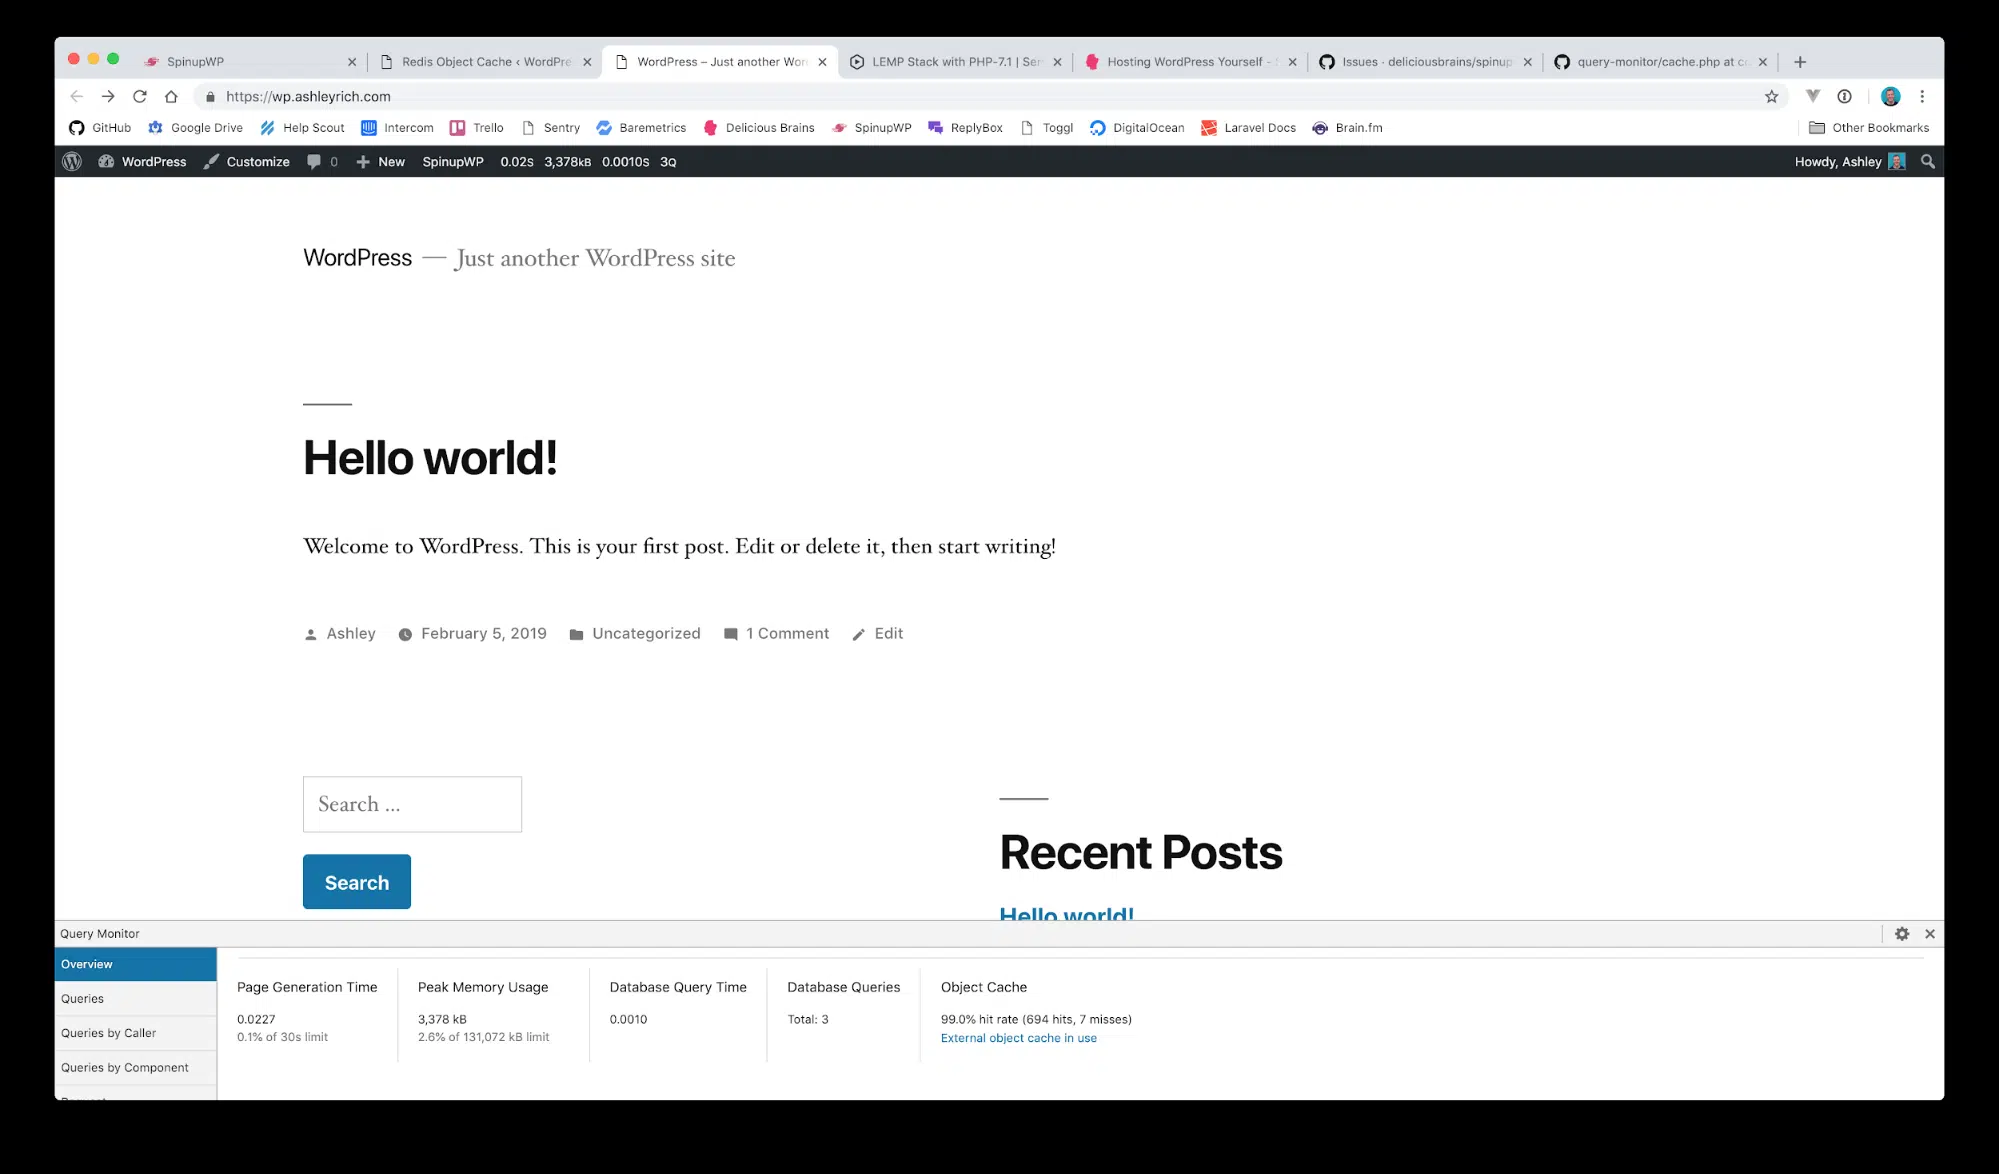 SpinupWP
Redis Object Cache ‹ WordPre
WordPress – Just another Wor
LEMP Stack with PHP-7.1 | Ser
Hosting WordPress Yourself –
Issues · deliciousbrains/spinup
query-monitor/cache.php at
https://wp.ashleyrich.com
GitHub Google Drive Help Scout Intercom Trello Sentry Baremetrics Delicious Brains SpinupWP ReplyBox Toggl DigitalOcean Laravel Docs Brain.fm Other Bookmarks
WordPress Customize 0 New SpinupWP 0.02s 3,378kB 0.0010s 3Q Howdy, Ashley
WordPress — Just another WordPress site
Hello world!
Welcome to WordPress. This is your first post. Edit or delete it, then start writing!
Ashley February 5, 2019 Uncategorized 1 Comment Edit
Search ...
Search
Recent Posts
Hello world!
Query Monitor
Overview
Queries
Queries by Caller
Queries by Component
Page Generation Time
0.0227
0.1% of 30s limit
Peak Memory Usage
3,378 kB
2.6% of 131,072 kB limit
Database Query Time
0.0010
Database Queries
Total: 3
Object Cache
99.0% hit rate (694 hits, 7 misses)
External object cache in use